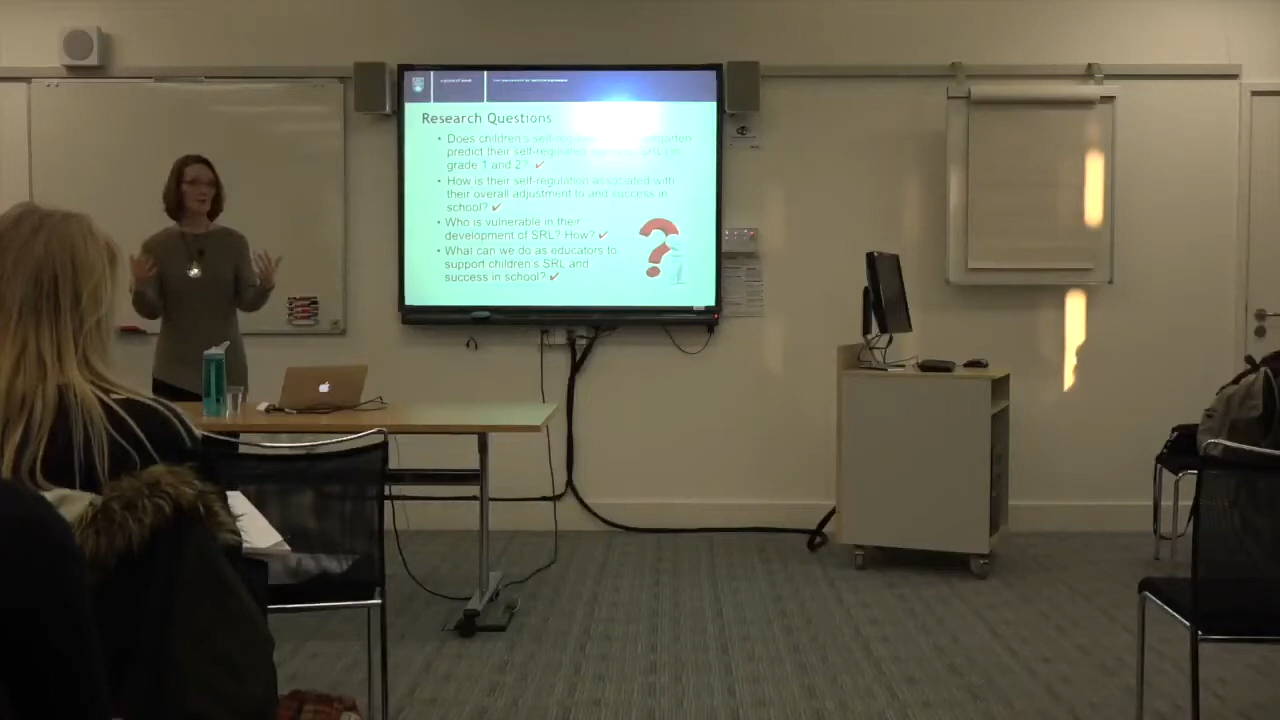 Research Questions
• Does children's self-regulation
predict their self-regulated in
grade 1 and 2? ✓
• How is their self-regulation associated with
their overall adjustment to and success in
school? ✓
• Who is vulnerable in their
development of SRL? How? ✓
• What can we do as educators to
support children's SRL and
success in school? ✓